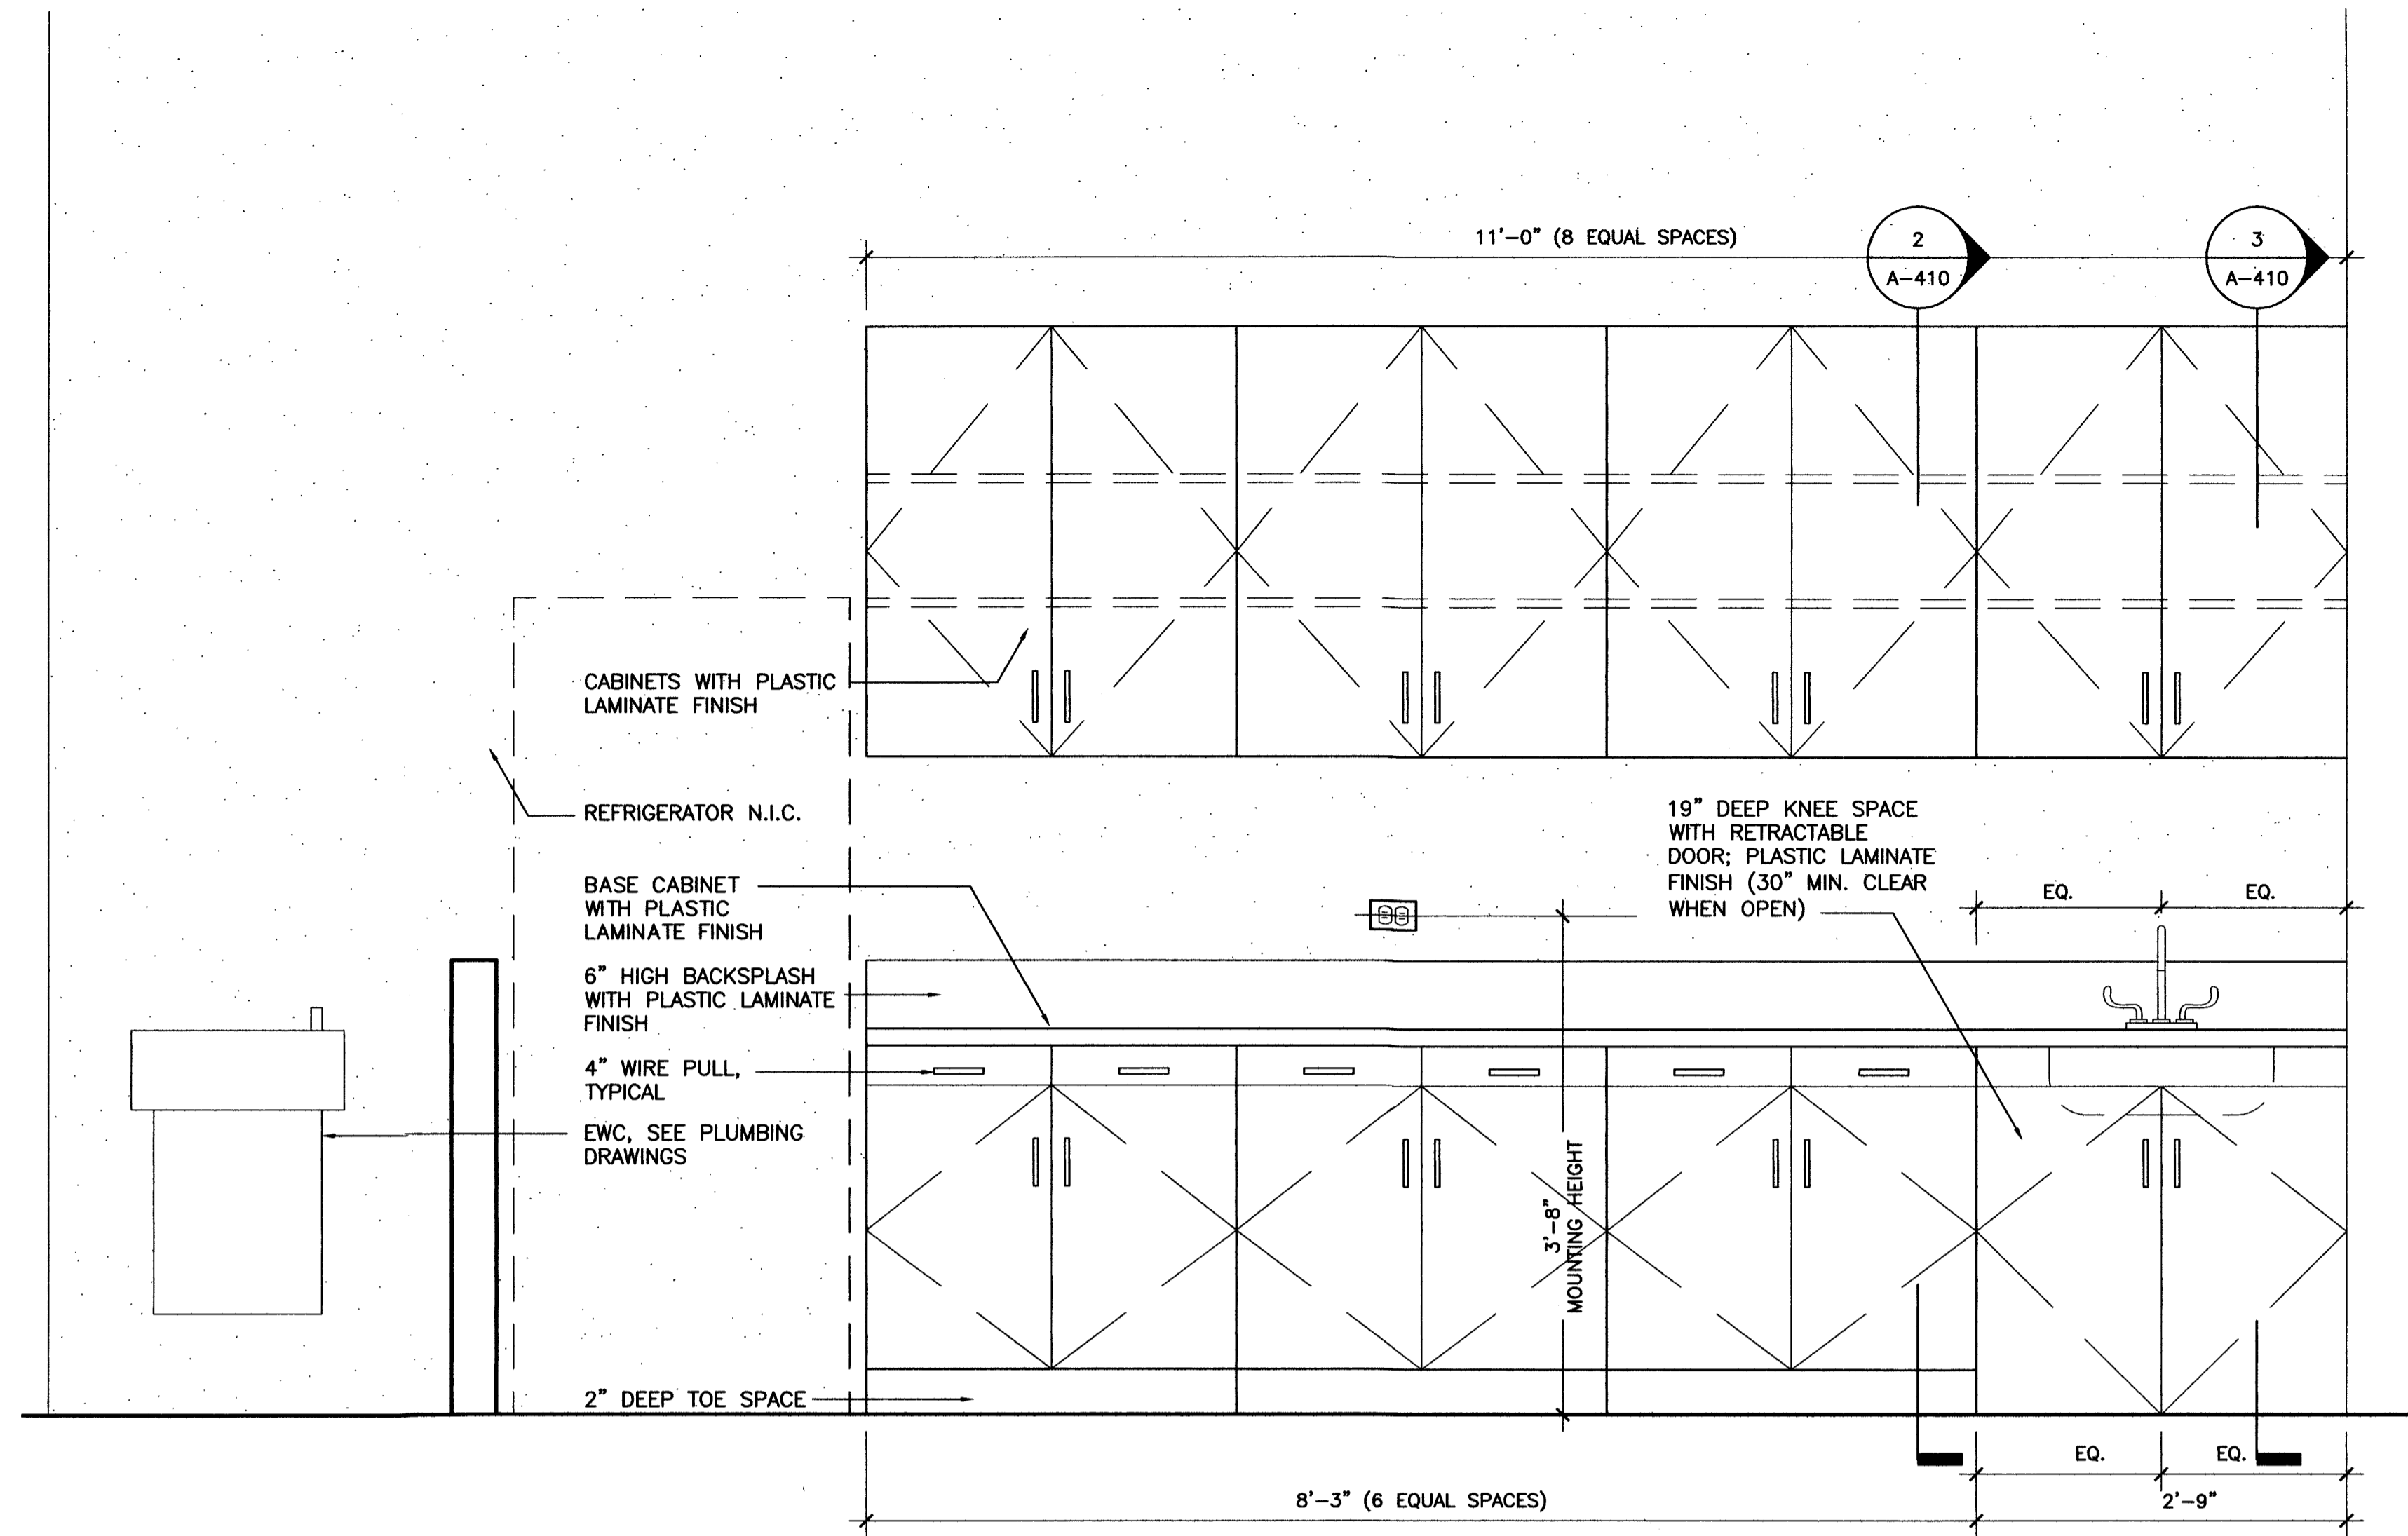 11'-0" (8 EQUAL SPACES)
2
A-410
3
A-410
CABINETS WITH PLASTIC
LAMINATE FINISH
REFRIGERATOR N.I.C.
19" DEEP KNEE SPACE
WITH RETRACTABLE
DOOR; PLASTIC LAMINATE
FINISH (30" MIN. CLEAR
WHEN OPEN)
EQ.
EQ.
BASE CABINET
WITH PLASTIC
LAMINATE FINISH
6" HIGH BACKSPLASH
WITH PLASTIC LAMINATE
FINISH
4" WIRE PULL,
TYPICAL
EWC, SEE PLUMBING
DRAWINGS
3'-8"
MOUNTING HEIGHT
2" DEEP TOE SPACE
EQ.
EQ.
8'-3" (6 EQUAL SPACES)
2'-9"